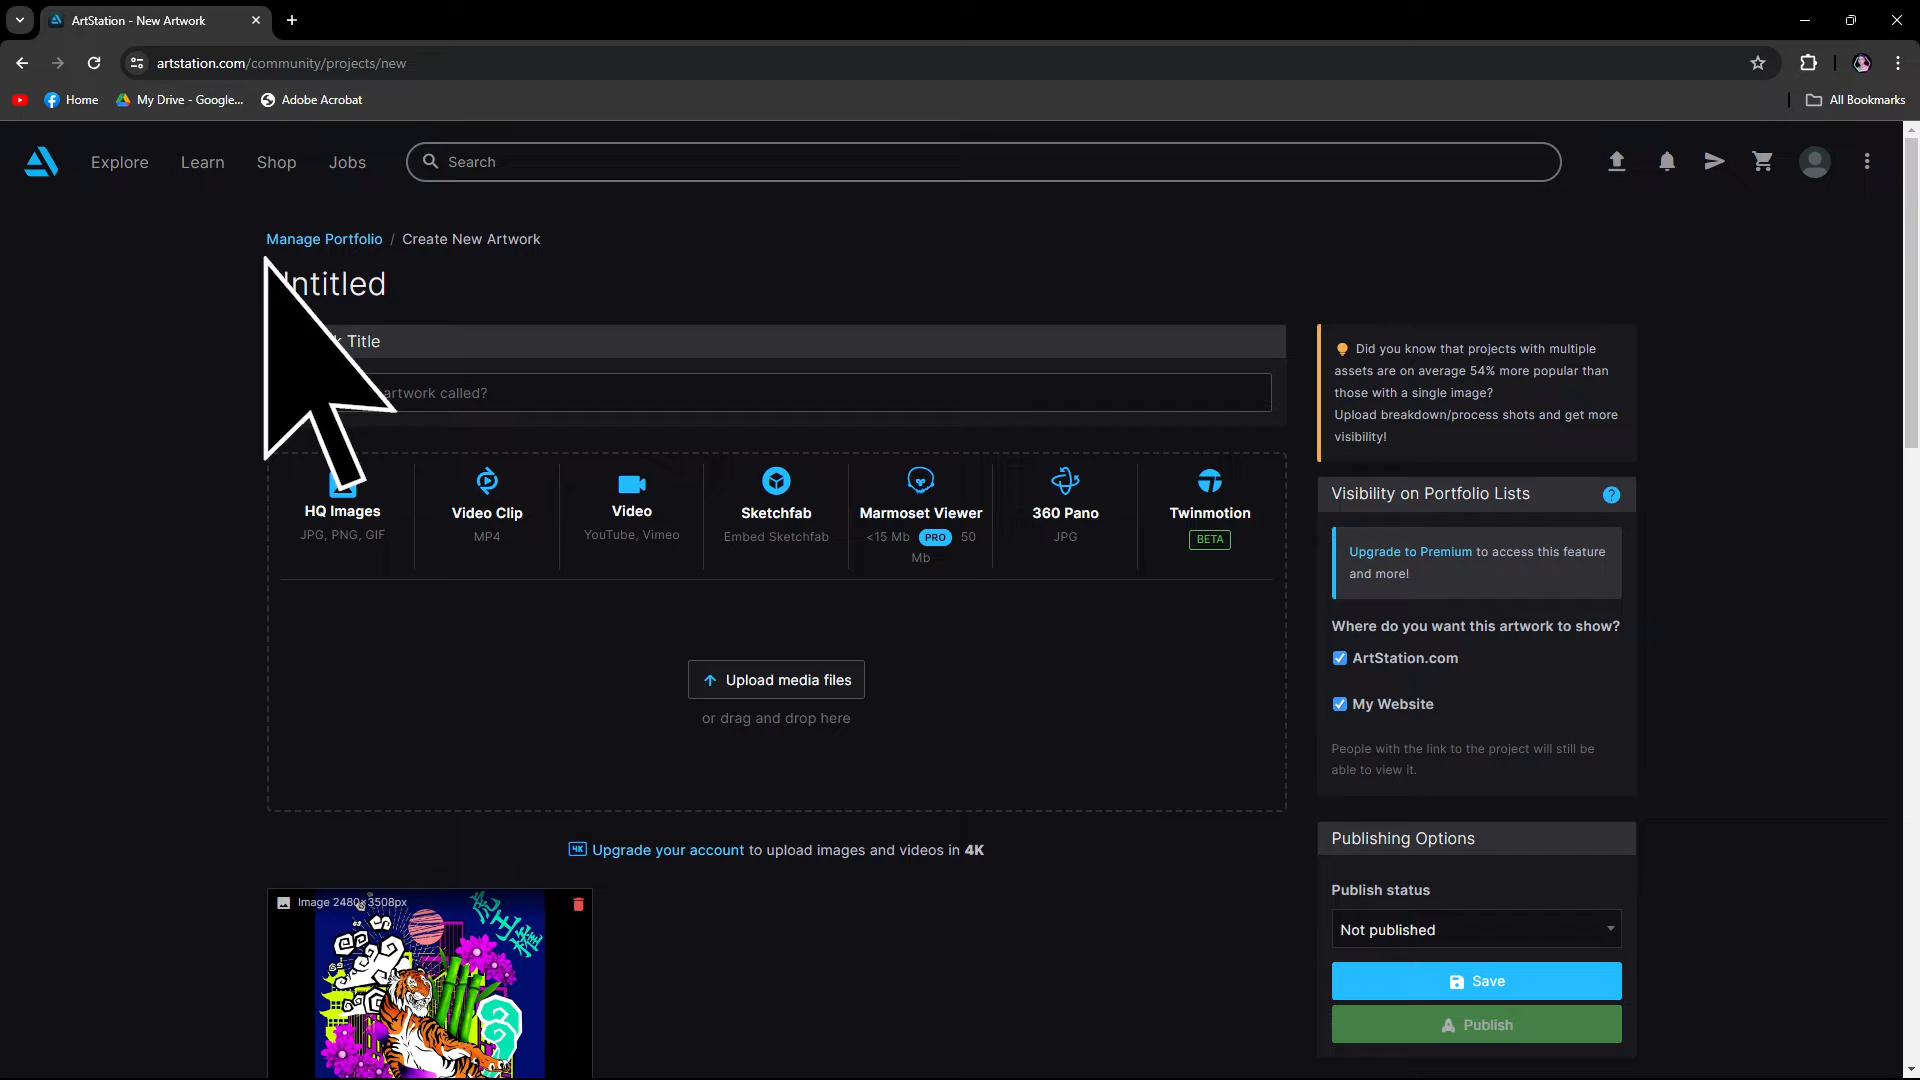 ArtStation - New Artwork
artstation.com/community/projects/new
Home
My Drive - Google...
Adobe Acrobat
All Bookmarks
Explore
Learn
Shop
Jobs
Search
Manage Portfolio / Create New Artwork
ntitled
Title
artwork called?
HQ Images
JPG, PNG, GIF
Video Clip
MP4
Video
YouTube, Vimeo
Sketchfab
Embed Sketchfab
Marmoset Viewer
<15 Mb PRO 50
Mb
360 Pano
JPG
Twinmotion
BETA
Upload media files
or drag and drop here
4K Upgrade your account to upload images and videos in 4K
Image 2480x3508px
虎王權
Did you know that projects with multiple
assets are on average 54% more popular than
those with a single image?
Upload breakdown/process shots and get more
visibility!
Visibility on Portfolio Lists
?
Upgrade to Premium to access this feature
and more!
Where do you want this artwork to show?
ArtStation.com
My Website
People with the link to the project will still be
able to view it.
Publishing Options
Publish status
Not published
Save
Publish